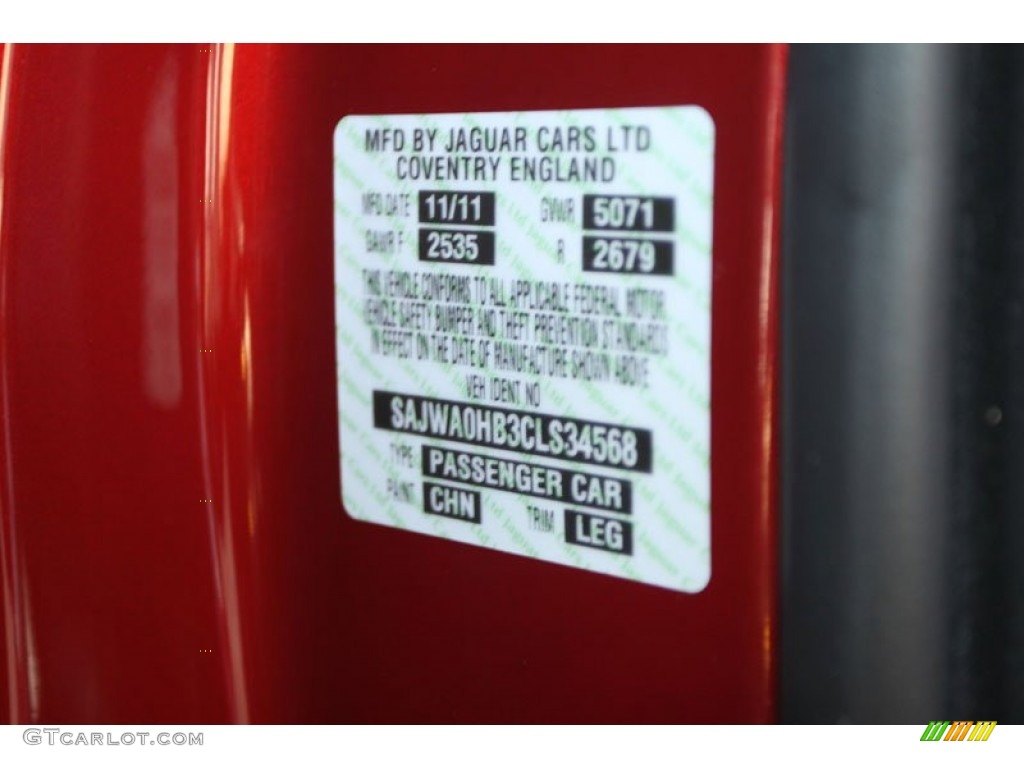 MFD BY JAGUAR CARS LTD
COVENTRY ENGLAND
MFD DATE 11/11 GVWR 5071
GAWR F 2535 R 2679
THIS VEHICLE CONFORMS TO ALL APPLICABLE FEDERAL MOTOR
VEHICLE SAFETY BUMPER AND THEFT PREVENTION STANDARDS
IN EFFECT ON THE DATE OF MANUFACTURE SHOWN ABOVE
VEH IDENT NO
SAJWA0HB3CLS34568
TYPE PASSENGER CAR
PAINT CHN TRIM LEG
GTCARLOT.COM